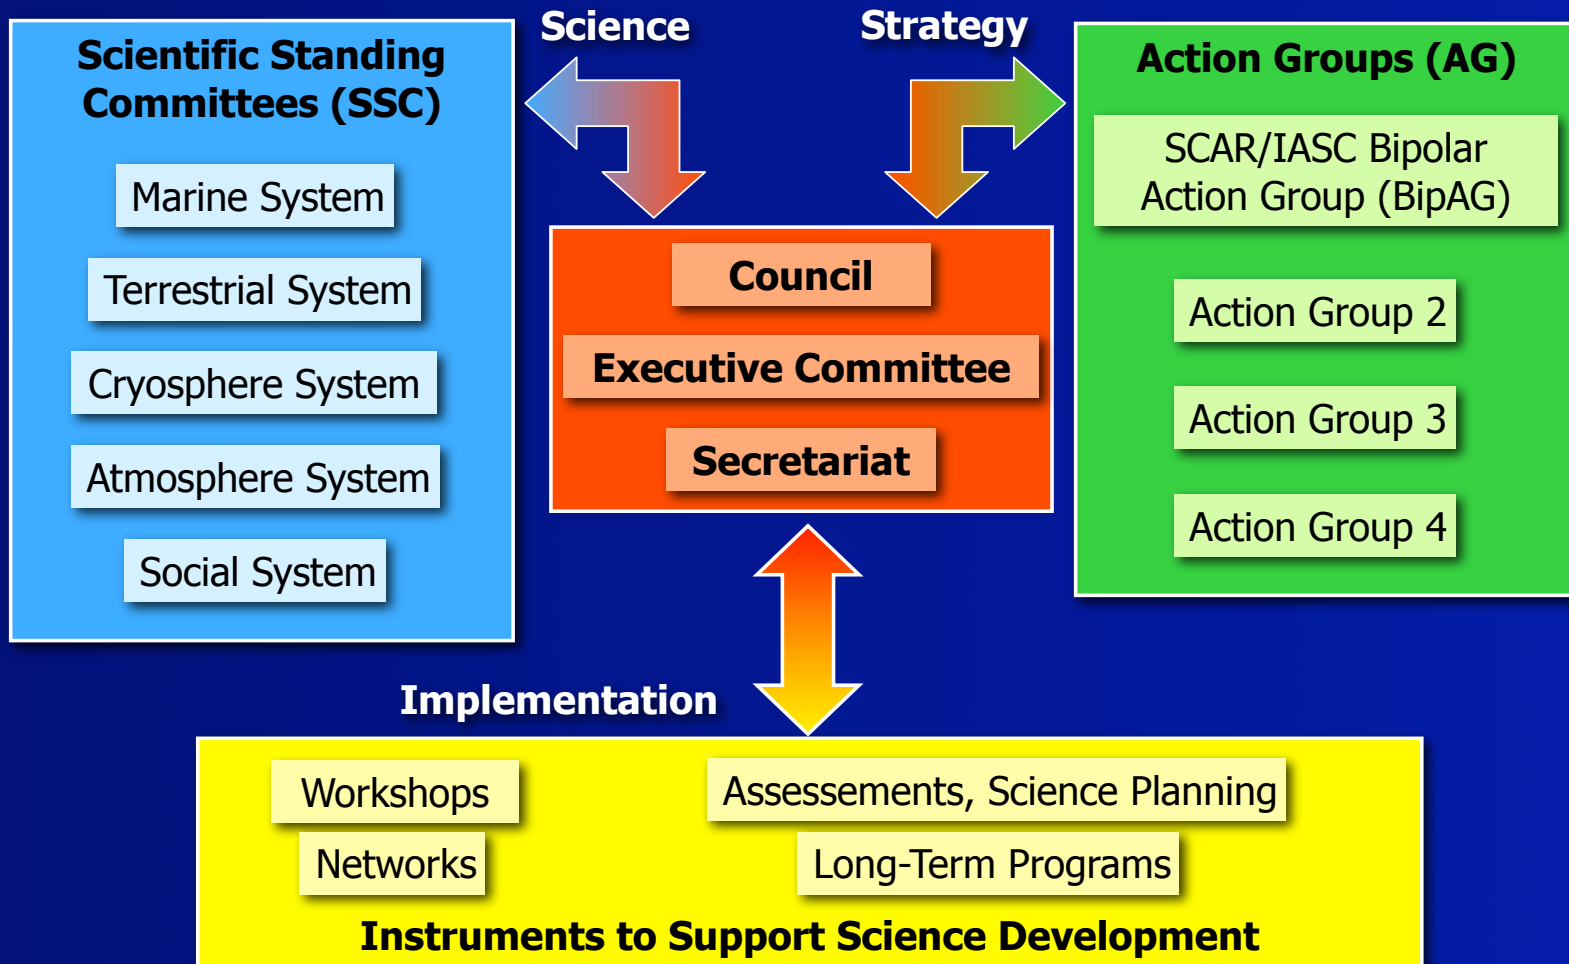 Science
Strategy
Scientific Standing
Committees (SSC)
Marine System
Terrestrial System
Cryosphere System
Atmosphere System
Social System
Council
Executive Committee
Secretariat
Action Groups (AG)
SCAR/IASC Bipolar
Action Group (BipAG)
Action Group 2
Action Group 3
Action Group 4
Implementation
Workshops
Assessements, Science Planning
Networks
Long-Term Programs
Instruments to Support Science Development